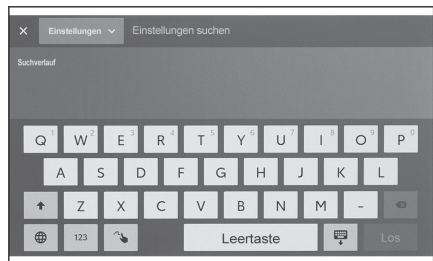 Einstellungen Einstellungen suchen
Suchverlauf
Q 1 W 2 E 3 R 4 T 5 Y 6 U 7 I 8 O 9 P 0
A S D F G H J K L
Z X C V B N M -
123 Leertaste Los